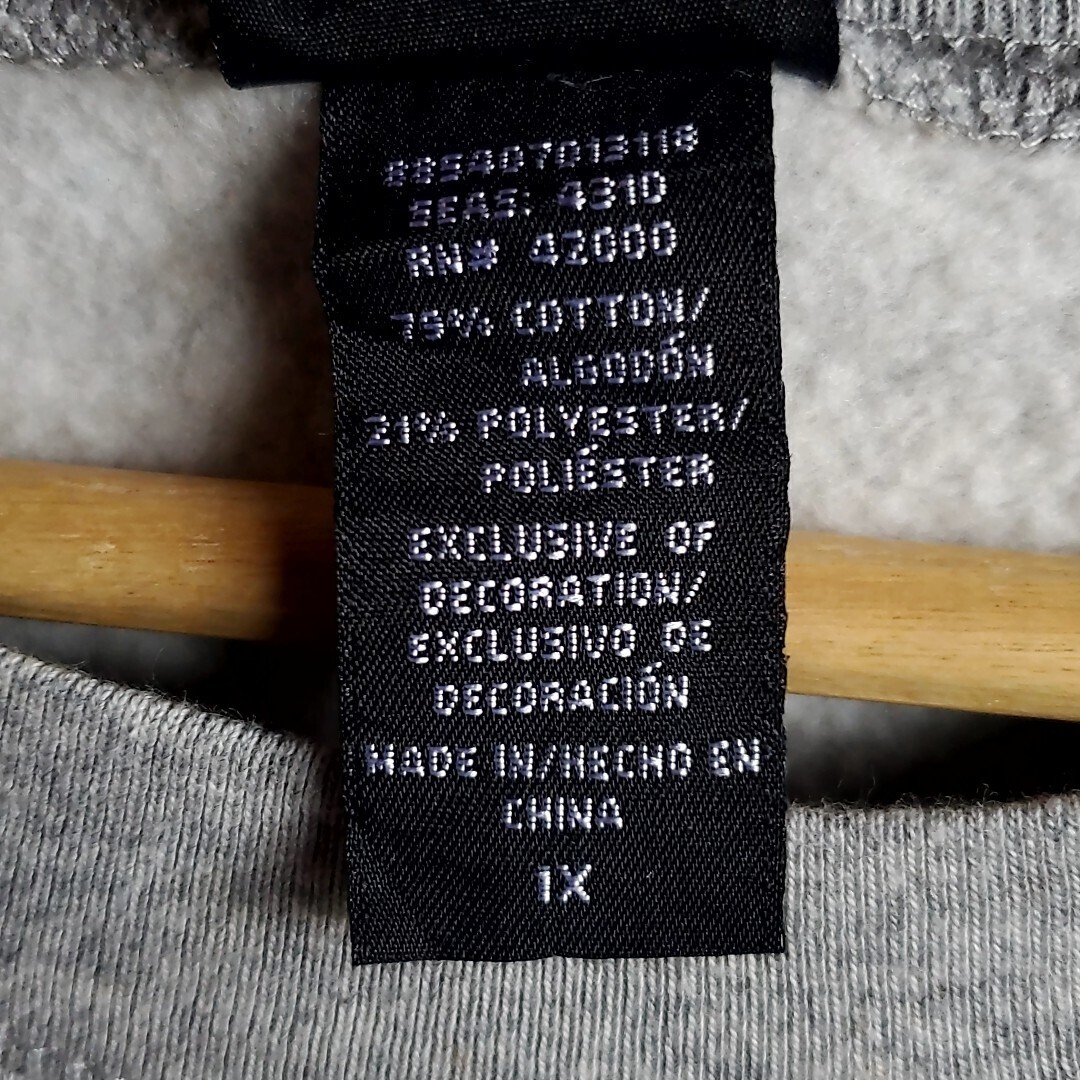 885407013118
SEAS: 4310
RN# 42000
79% COTTON/
ALGODÓN
21% POLYESTER/
POLIÉSTER
EXCLUSIVE OF
DECORATION/
EXCLUSIVO DE
DECORACIÓN
MADE IN/HECHO EN
CHINA
1X